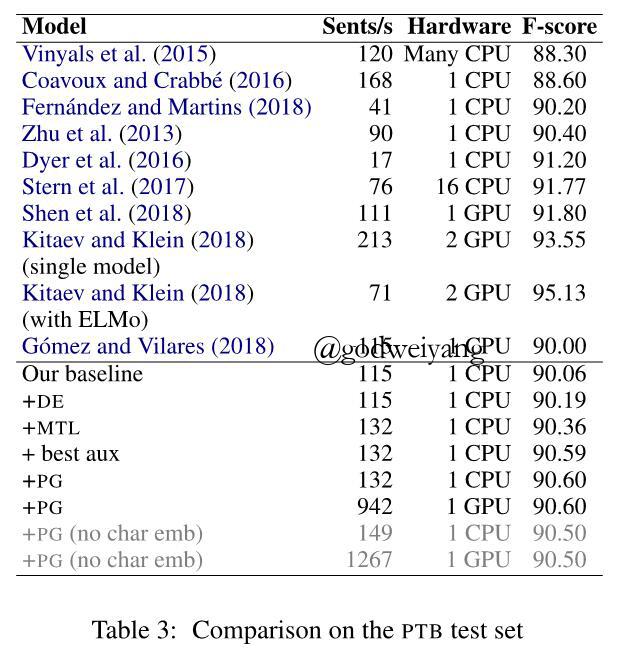 Model Sents/s Hardware F-score
Vinyals et al. (2015) 120 Many CPU 88.30
Coavoux and Crabbé (2016) 168 1 CPU 88.60
Fernández and Martins (2018) 41 1 CPU 90.20
Zhu et al. (2013) 90 1 CPU 90.40
Dyer et al. (2016) 17 1 CPU 91.20
Stern et al. (2017) 76 16 CPU 91.77
Shen et al. (2018) 111 1 GPU 91.80
Kitaev and Klein (2018) 213 2 GPU 93.55
(single model)
Kitaev and Klein (2018) 71 2 GPU 95.13
(with ELMo)
Gómez and Vilares (2018) 115 1 CPU 90.00
@godweiyang
Our baseline 115 1 CPU 90.06
+DE 115 1 CPU 90.19
+MTL 132 1 CPU 90.36
+ best aux 132 1 CPU 90.59
+PG 132 1 CPU 90.60
+PG 942 1 GPU 90.60
+PG (no char emb) 149 1 CPU 90.50
+PG (no char emb) 1267 1 GPU 90.50
Table 3: Comparison on the PTB test set